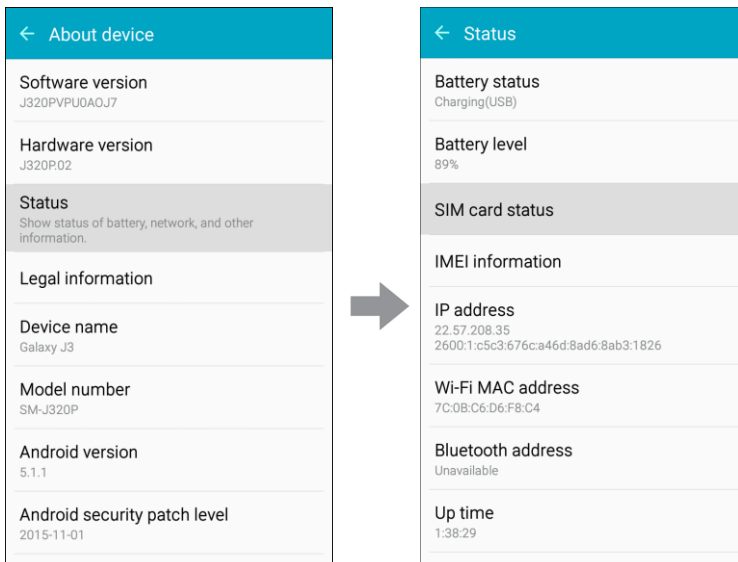 About device
Software version
J320PVPU0AOJ7
Hardware version
J320P.02
Status
Show status of battery, network, and other
information.
Legal information
Device name
Galaxy J3
Model number
SM-J320P
Android version
5.1.1
Android security patch level
2015-11-01
Status
Battery status
Charging(USB)
Battery level
89%
SIM card status
IMEI information
IP address
22.57.208.35
2600:1:c5c3:676c:a46d:8ad6:8ab3:1826
Wi-Fi MAC address
7C:0B:C6:D6:F8:C4
Bluetooth address
Unavailable
Up time
1:38:29